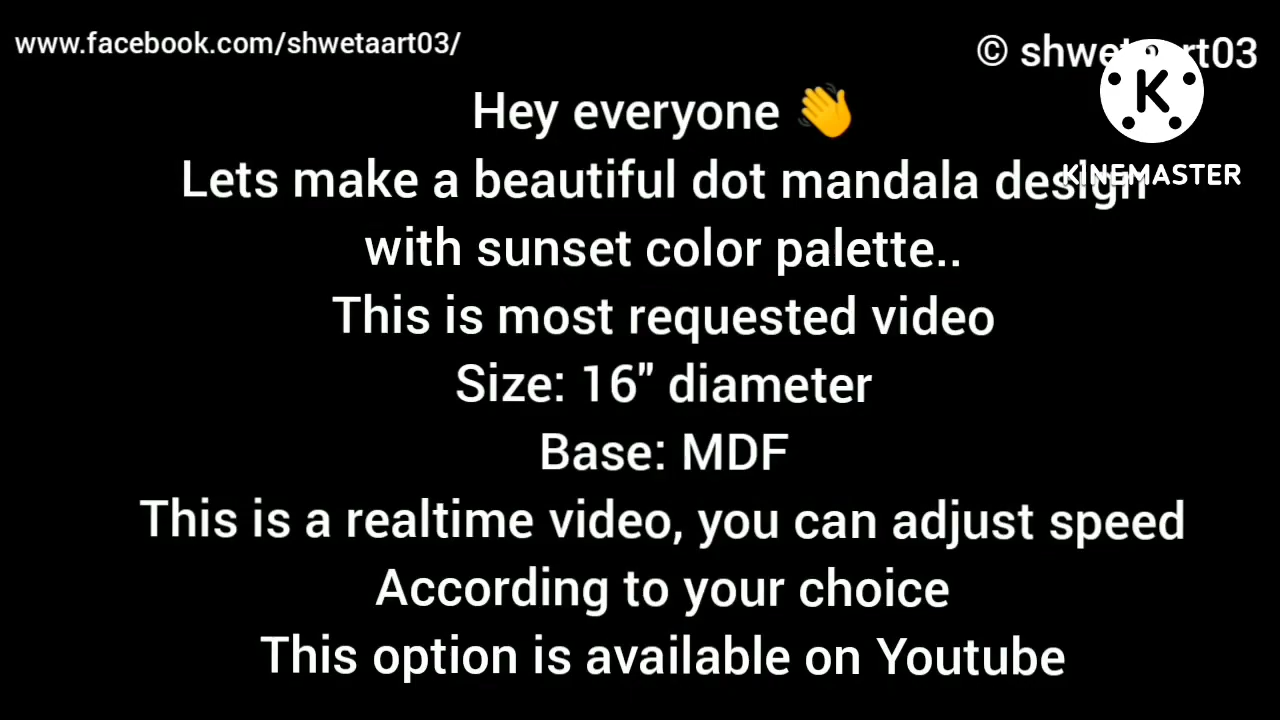 www.facebook.com/shwetaart03/
© shwetaart03
Hey everyone 👋
Lets make a beautiful dot mandala design
KINEMASTER
with sunset color palette..
This is most requested video
Size: 16" diameter
Base: MDF
This is a realtime video, you can adjust speed
According to your choice
This option is available on Youtube